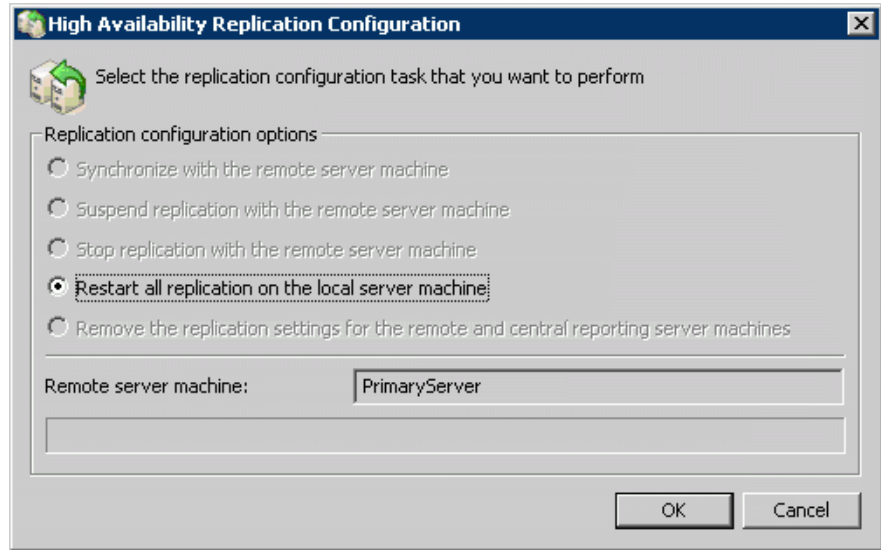 High Availability Replication Configuration
Select the replication configuration task that you want to perform
Replication configuration options
Synchronize with the remote server machine
Suspend replication with the remote server machine
Stop replication with the remote server machine
Restart all replication on the local server machine
Remove the replication settings for the remote and central reporting server machines
Remote server machine: PrimaryServer
OK Cancel